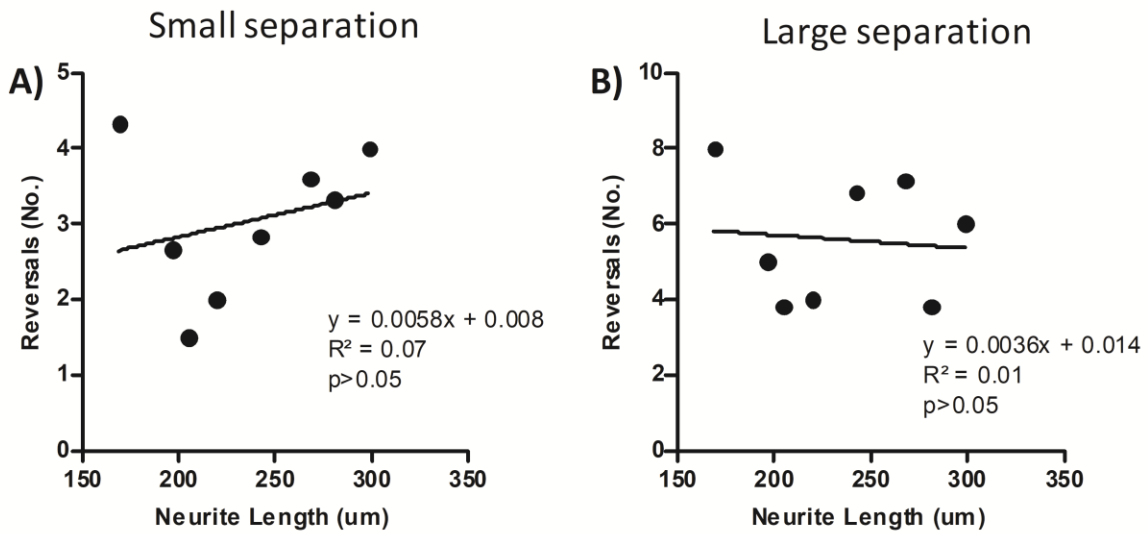 Small separation
A)
Reversals (No.)
5
4
3
2
1
0
y = 0.0058x + 0.008
R² = 0.07
p>0.05
150 200 250 300 350
Neurite Length (um)
Large separation
B)
Reversals (No.)
10
8
6
4
2
0
y = 0.0036x + 0.014
R² = 0.01
p>0.05
150 200 250 300 350
Neurite Length (um)